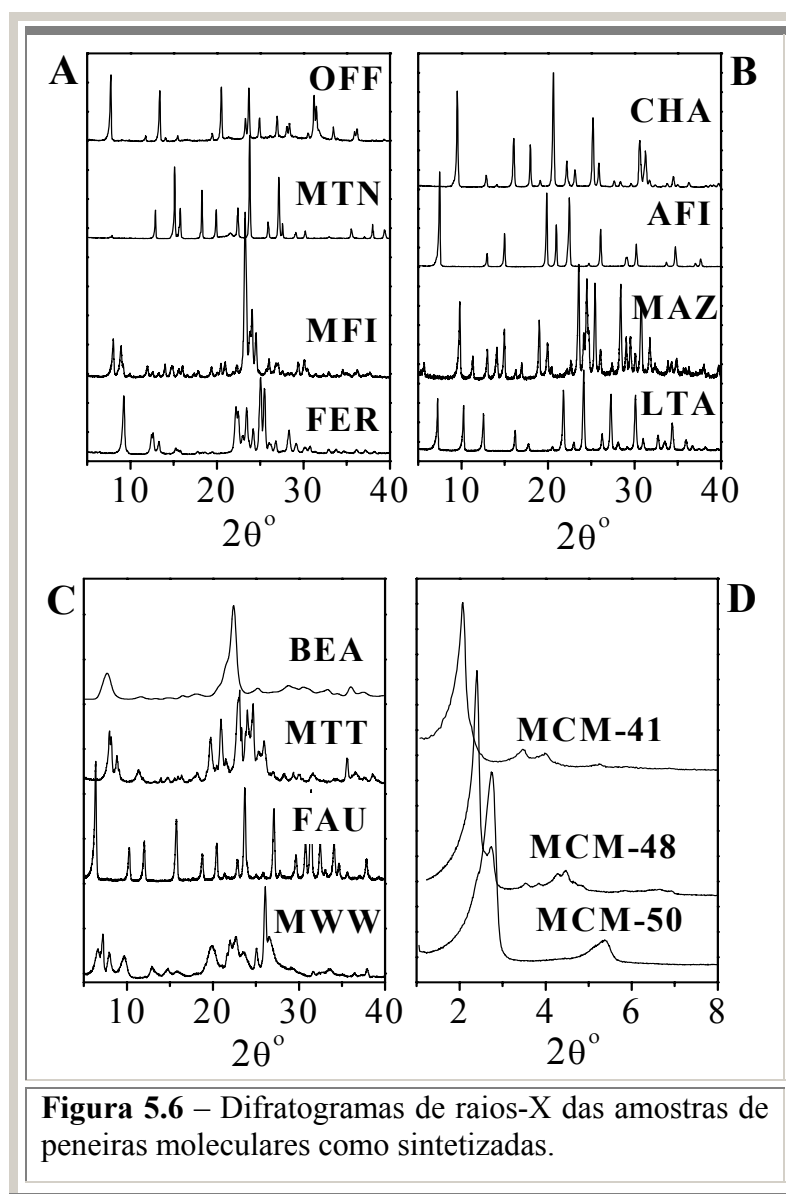 A
OFF
MTN
MFI
FER
10 20 30 40
2θ°
B
CHA
AFI
MAZ
LTA
10 20 30 40
2θ°
C
BEA
MTT
FAU
MWW
10 20 30 40
2θ°
D
MCM-41
MCM-48
MCM-50
2 4 6 8
2θ°
Figura 5.6 – Difratogramas de raios-X das amostras de
peneiras moleculares como sintetizadas.